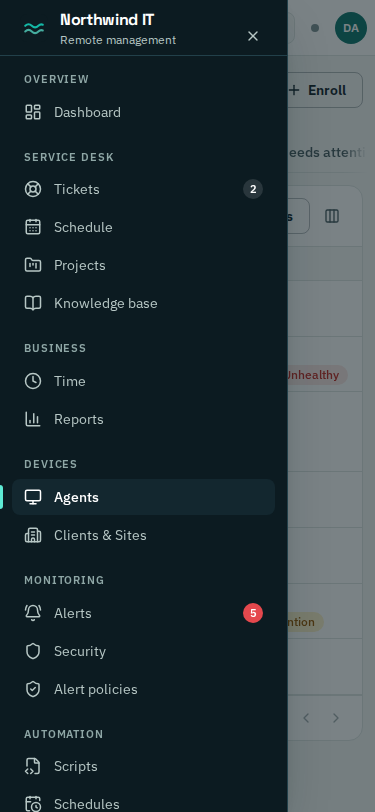 Northwind IT
Remote management
DA
OVERVIEW
Dashboard
Enroll
SERVICE DESK
Tickets 2
Schedule
Projects
Knowledge base
BUSINESS
Time
Reports
DEVICES
Agents
Clients & Sites
MONITORING
Alerts 5
Security
Alert policies
AUTOMATION
Scripts
Schedules
Unhealthy